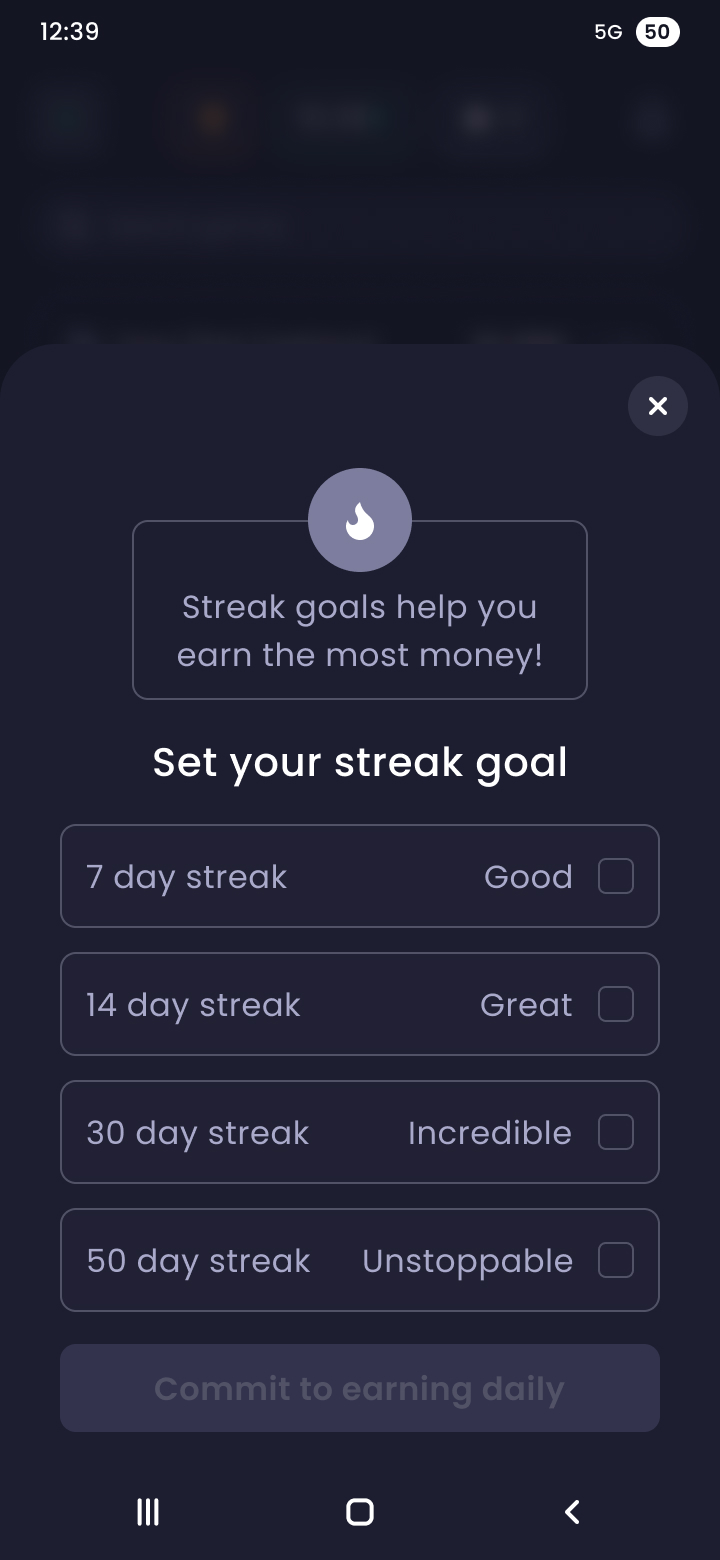 12:39
5G 50
Streak goals help you
earn the most money!
Set your streak goal
7 day streak Good
14 day streak Great
30 day streak Incredible
50 day streak Unstoppable
Commit to earning daily